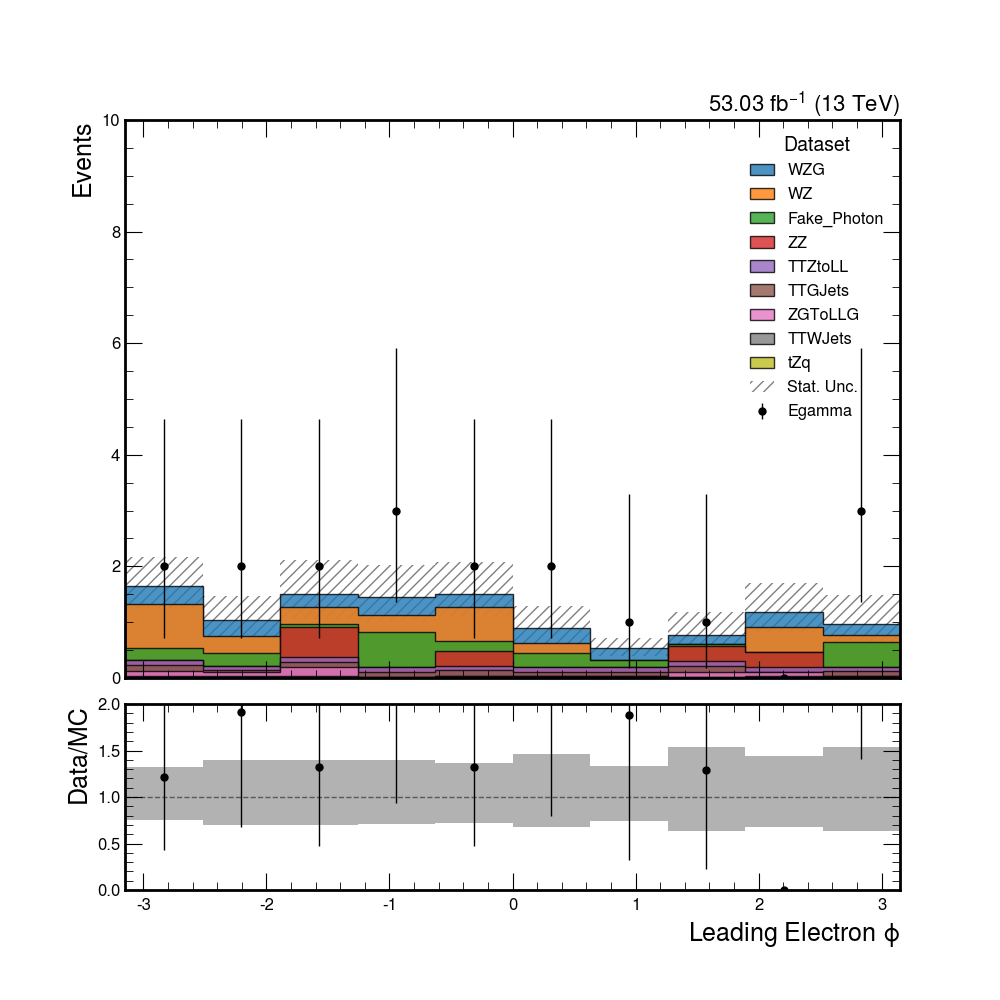 53.03 fb⁻¹ (13 TeV)
Events
10
8
6
4
2
0
Dataset
WZG
WZ
Fake_Photon
ZZ
TTZtoLL
TTGJets
ZGToLLG
TTWJets
tZq
Stat. Unc.
Egamma
Data/MC
2.0
1.5
1.0
0.5
0.0
-3 -2 -1 0 1 2 3
Leading Electron ϕ